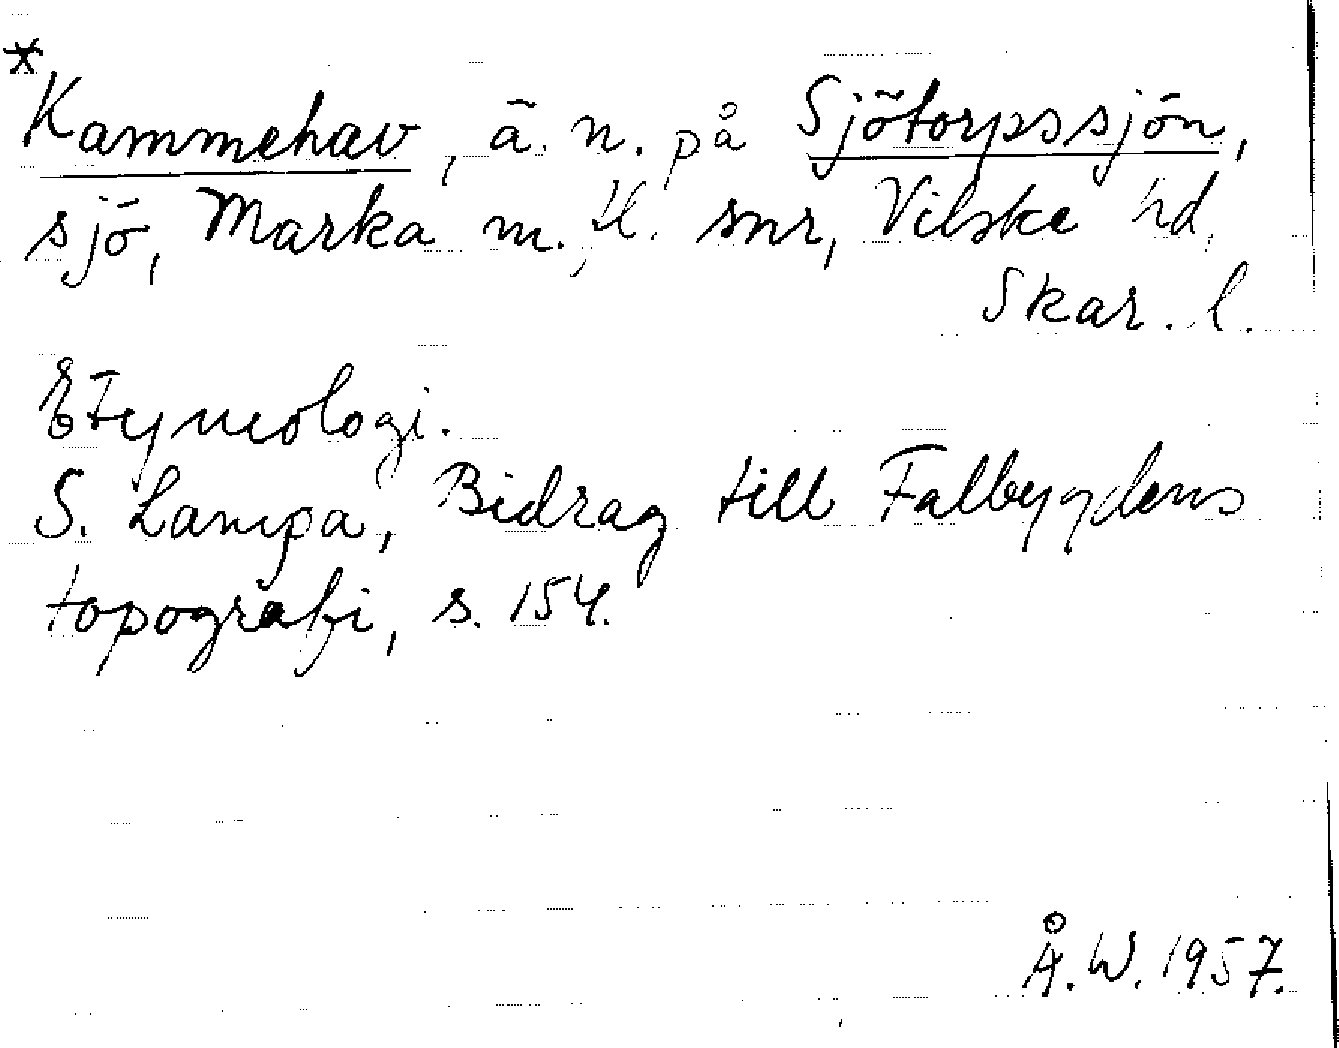 *
Kammehav, ä. n. på Sjötorpssjön,
sjö, Marka m. fl. snr, Vilske hd,
Skar. l.
Etymologi.
S. Lampa, Bidrag till Falbygdens
topografi, s. 154.
Å. W. 1957.